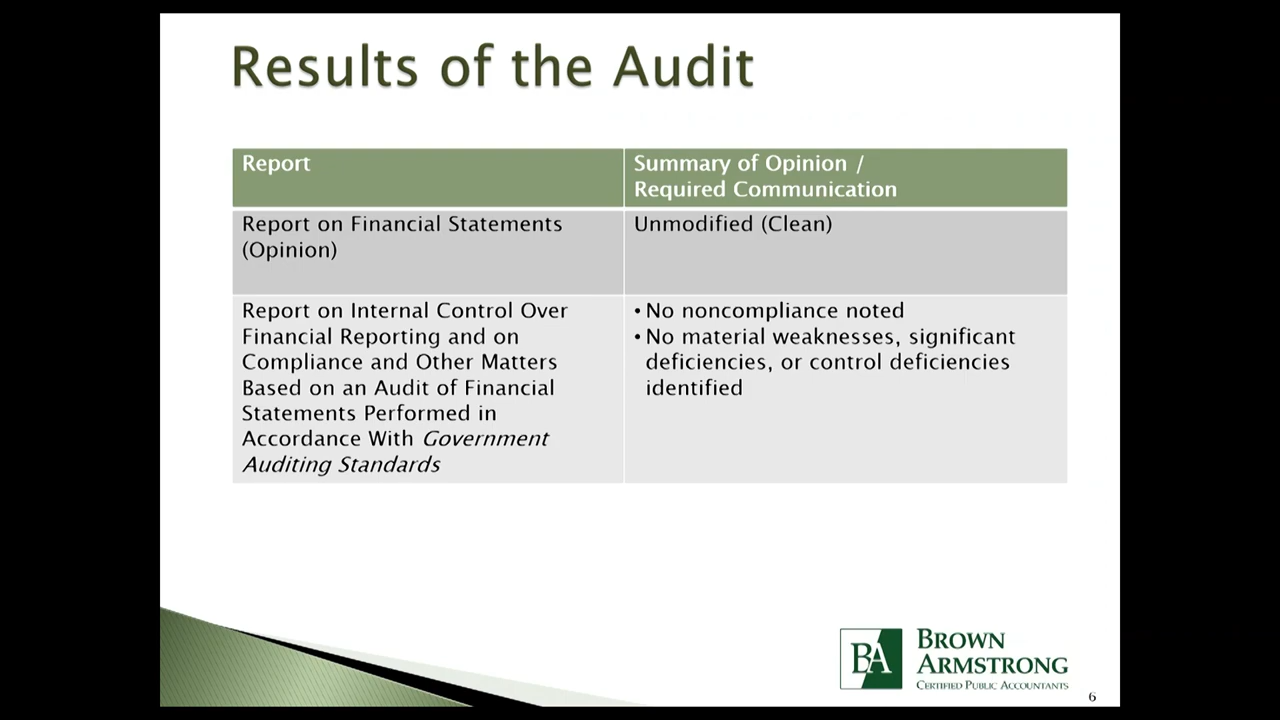 Results of the Audit
Report
Summary of Opinion /
Required Communication
Report on Financial Statements
(Opinion)
Unmodified (Clean)
Report on Internal Control Over
Financial Reporting and on
Compliance and Other Matters
Based on an Audit of Financial
Statements Performed in
Accordance With Government
Auditing Standards
• No noncompliance noted
• No material weaknesses, significant
deficiencies, or control deficiencies
identified
BA
BROWN
ARMSTRONG
CERTIFIED PUBLIC ACCOUNTANTS
6